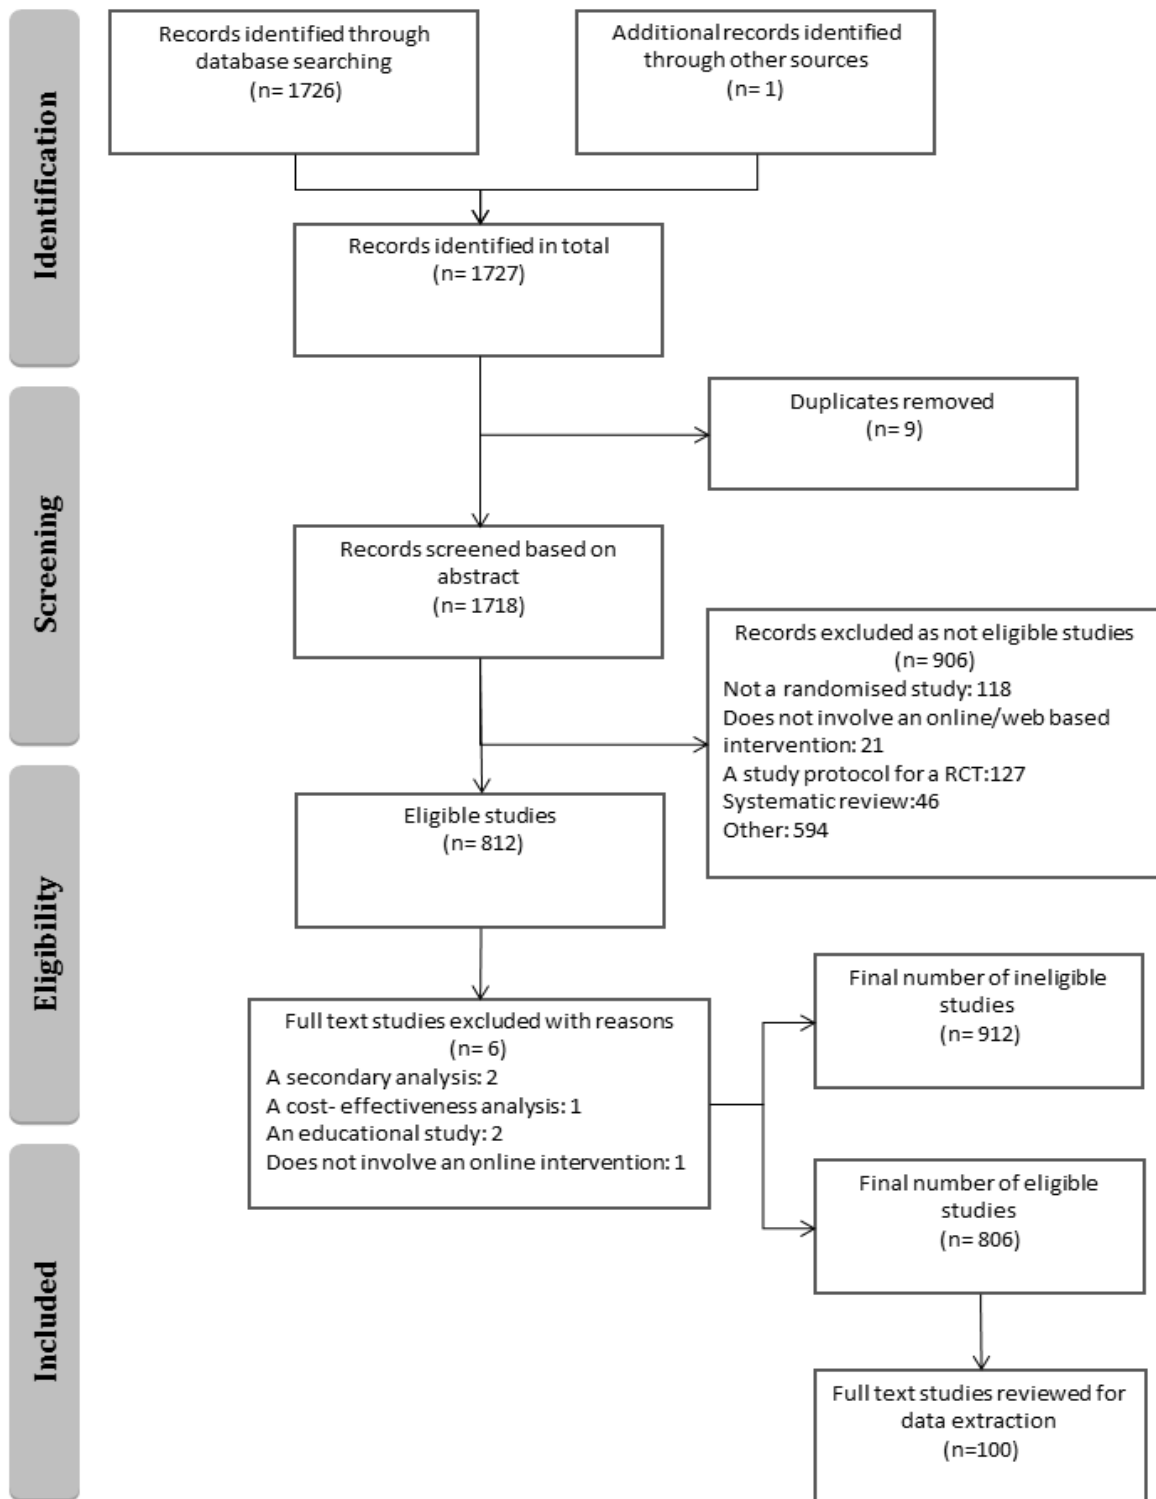 Identification
Records identified through
database searching
(n= 1726)
Additional records identified
through other sources
(n= 1)
Records identified in total
(n= 1727)
Screening
Duplicates removed
(n= 9)
Records screened based on
abstract
(n= 1718)
Records excluded as not eligible studies
(n= 906)
Not a randomised study: 118
Does not involve an online/web based
intervention: 21
A study protocol for a RCT:127
Systematic review:46
Other: 594
Eligibility
Eligible studies
(n= 812)
Full text studies excluded with reasons
(n= 6)
A secondary analysis: 2
A cost- effectiveness analysis: 1
An educational study: 2
Does not involve an online intervention: 1
Final number of ineligible
studies
(n= 912)
Included
Final number of eligible
studies
(n= 806)
Full text studies reviewed for
data extraction
(n=100)